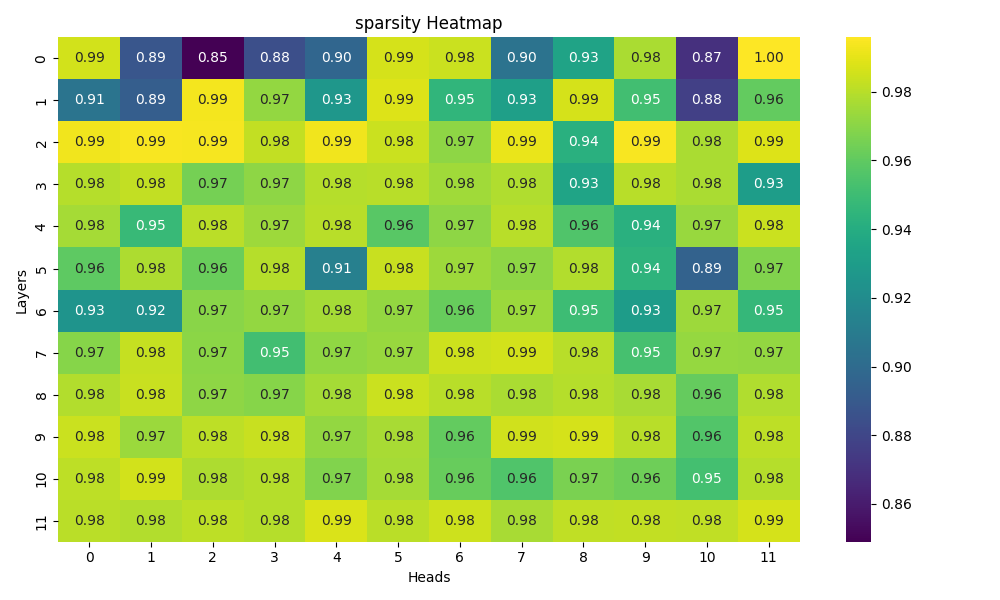 sparsity Heatmap
0 0.99 0.89 0.85 0.88 0.90 0.99 0.98 0.90 0.93 0.98 0.87 1.00
1 0.91 0.89 0.99 0.97 0.93 0.99 0.95 0.93 0.99 0.95 0.88 0.96
2 0.99 0.99 0.99 0.98 0.99 0.98 0.97 0.99 0.94 0.99 0.98 0.99
3 0.98 0.98 0.97 0.97 0.98 0.98 0.98 0.98 0.93 0.98 0.98 0.93
4 0.98 0.95 0.98 0.97 0.98 0.96 0.97 0.98 0.96 0.94 0.97 0.98
5 0.96 0.98 0.96 0.98 0.91 0.98 0.97 0.97 0.98 0.94 0.89 0.97
6 0.93 0.92 0.97 0.97 0.98 0.97 0.96 0.97 0.95 0.93 0.97 0.95
7 0.97 0.98 0.97 0.95 0.97 0.97 0.98 0.99 0.98 0.95 0.97 0.97
8 0.98 0.98 0.97 0.97 0.98 0.98 0.98 0.98 0.98 0.98 0.96 0.98
9 0.98 0.97 0.98 0.98 0.97 0.98 0.96 0.99 0.99 0.98 0.96 0.98
10 0.98 0.99 0.98 0.98 0.97 0.98 0.96 0.96 0.97 0.96 0.95 0.98
11 0.98 0.98 0.98 0.98 0.99 0.98 0.98 0.98 0.98 0.98 0.98 0.99
0 1 2 3 4 5 6 7 8 9 10 11
Heads
Layers
0.98
0.96
0.94
0.92
0.90
0.88
0.86